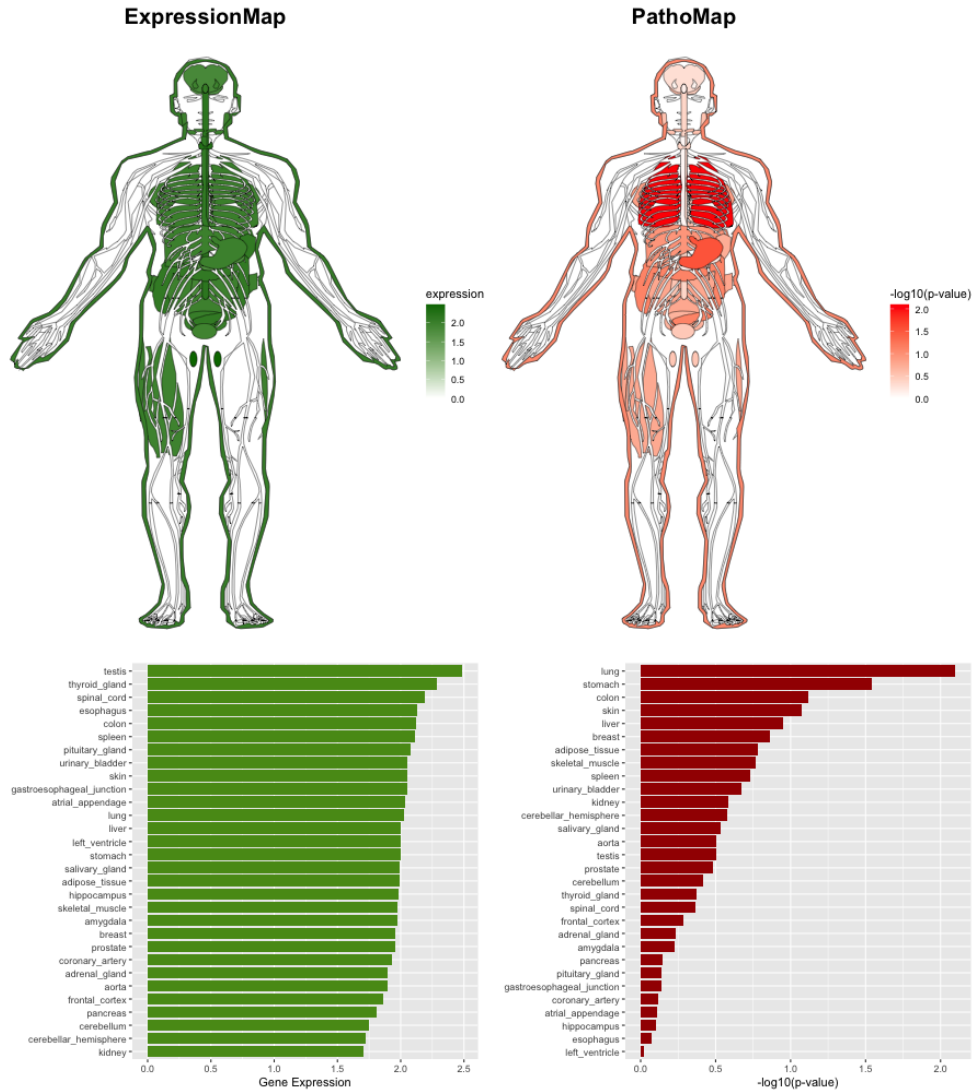 ExpressionMap
PathoMap
expression
2.0
1.5
1.0
0.5
0.0
-log10(p-value)
2.0
1.5
1.0
0.5
0.0
testis
thyroid_gland
spinal_cord
esophagus
colon
spleen
pituitary_gland
urinary_bladder
skin
gastroesophageal_junction
atrial_appendage
lung
liver
left_ventricle
stomach
salivary_gland
adipose_tissue
hippocampus
skeletal_muscle
amygdala
breast
prostate
coronary_artery
adrenal_gland
aorta
frontal_cortex
pancreas
cerebellum
cerebellar_hemisphere
kidney
0.0 0.5 1.0 1.5 2.0 2.5
Gene Expression
lung
stomach
colon
skin
liver
breast
adipose_tissue
skeletal_muscle
spleen
urinary_bladder
kidney
cerebellar_hemisphere
salivary_gland
aorta
testis
prostate
cerebellum
thyroid_gland
spinal_cord
frontal_cortex
adrenal_gland
amygdala
pancreas
pituitary_gland
gastroesophageal_junction
coronary_artery
atrial_appendage
hippocampus
esophagus
left_ventricle
0.0 0.5 1.0 1.5 2.0
-log10(p-value)